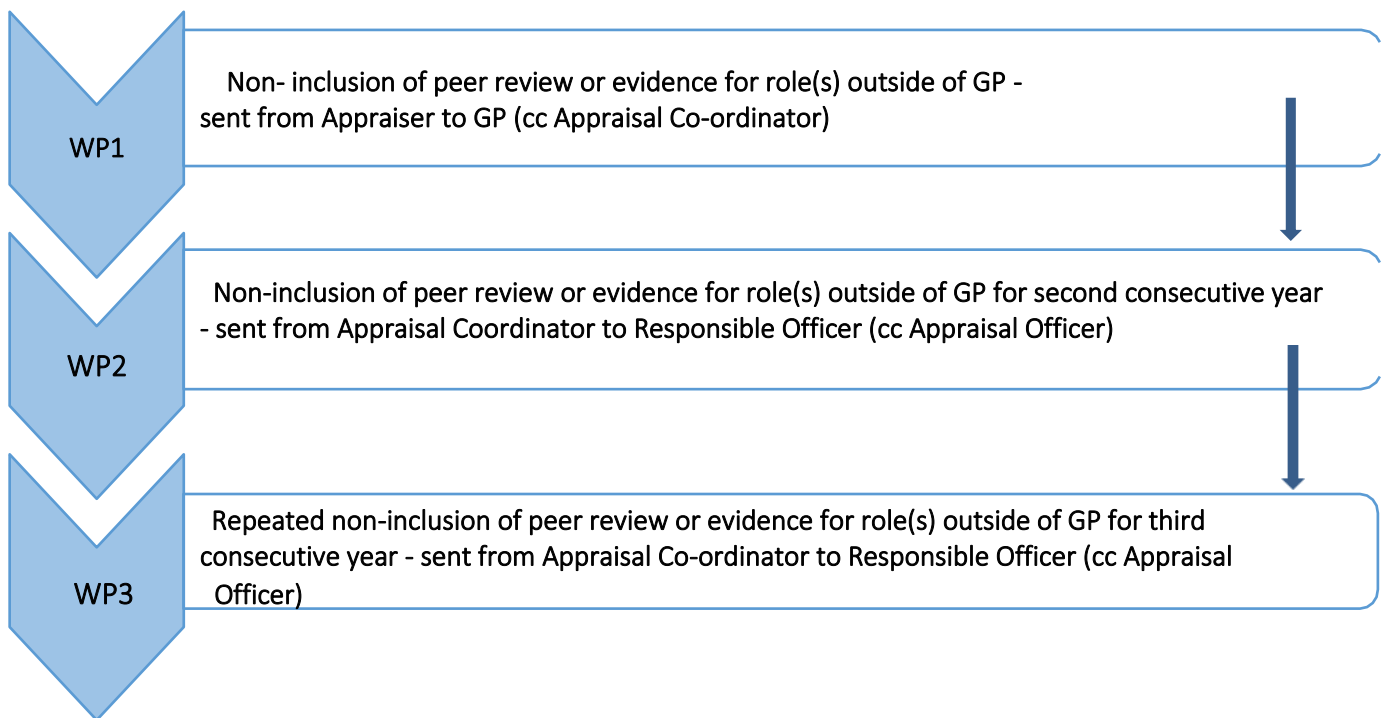 WP1
Non- inclusion of peer review or evidence for role(s) outside of GP -
sent from Appraiser to GP (cc Appraisal Co-ordinator)
WP2
Non-inclusion of peer review or evidence for role(s) outside of GP for second consecutive year
- sent from Appraisal Coordinator to Responsible Officer (cc Appraisal Officer)
WP3
Repeated non-inclusion of peer review or evidence for role(s) outside of GP for third
consecutive year - sent from Appraisal Co-ordinator to Responsible Officer (cc Appraisal
Officer)